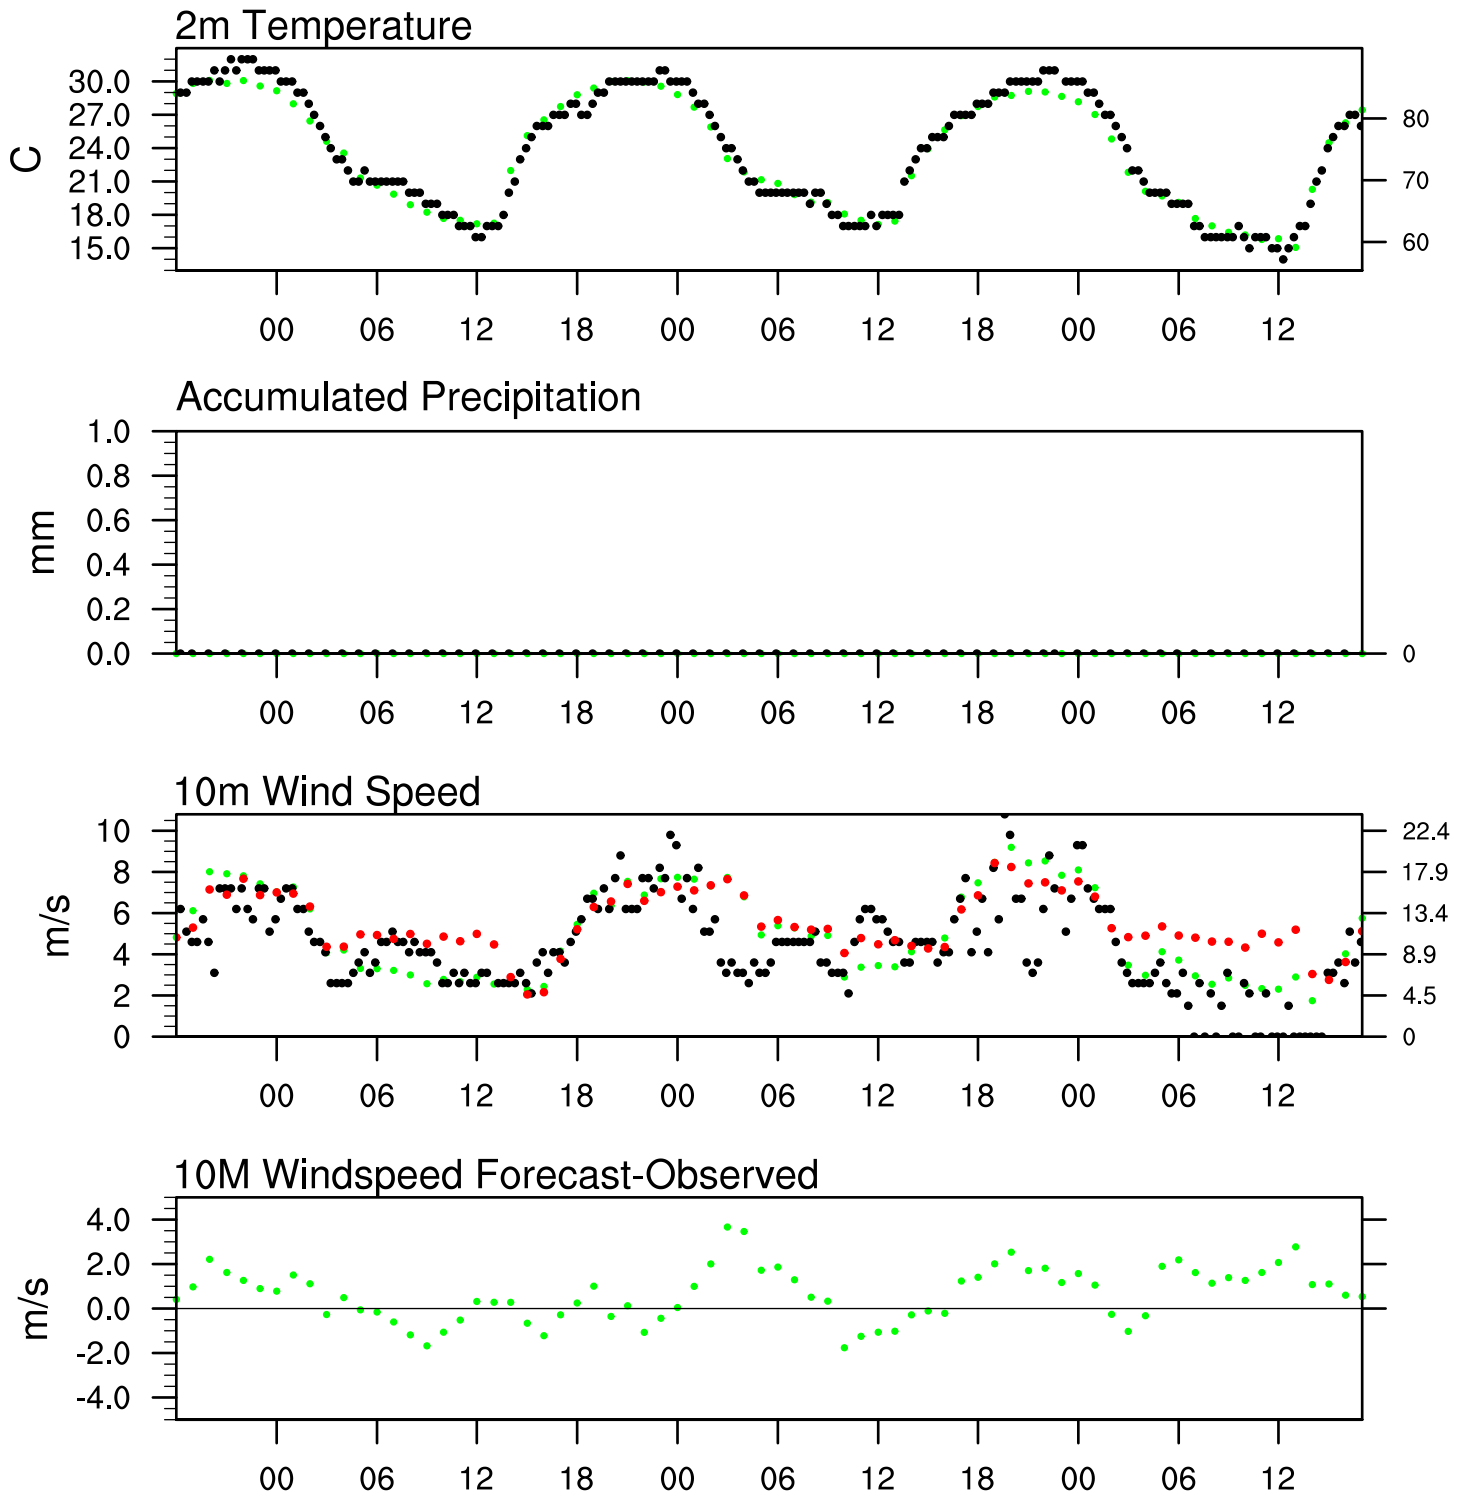 2m Temperature
C
30.0
27.0
24.0
21.0
18.0
15.0
80
70
60
00 06 12 18 00 06 12 18 00 06 12
Accumulated Precipitation
mm
1.0
0.8
0.6
0.4
0.2
0.0
0
00 06 12 18 00 06 12 18 00 06 12
10m Wind Speed
m/s
10
8
6
4
2
0
22.4
17.9
13.4
8.9
4.5
0
00 06 12 18 00 06 12 18 00 06 12
10M Windspeed Forecast-Observed
m/s
4.0
2.0
0.0
-2.0
-4.0
00 06 12 18 00 06 12 18 00 06 12